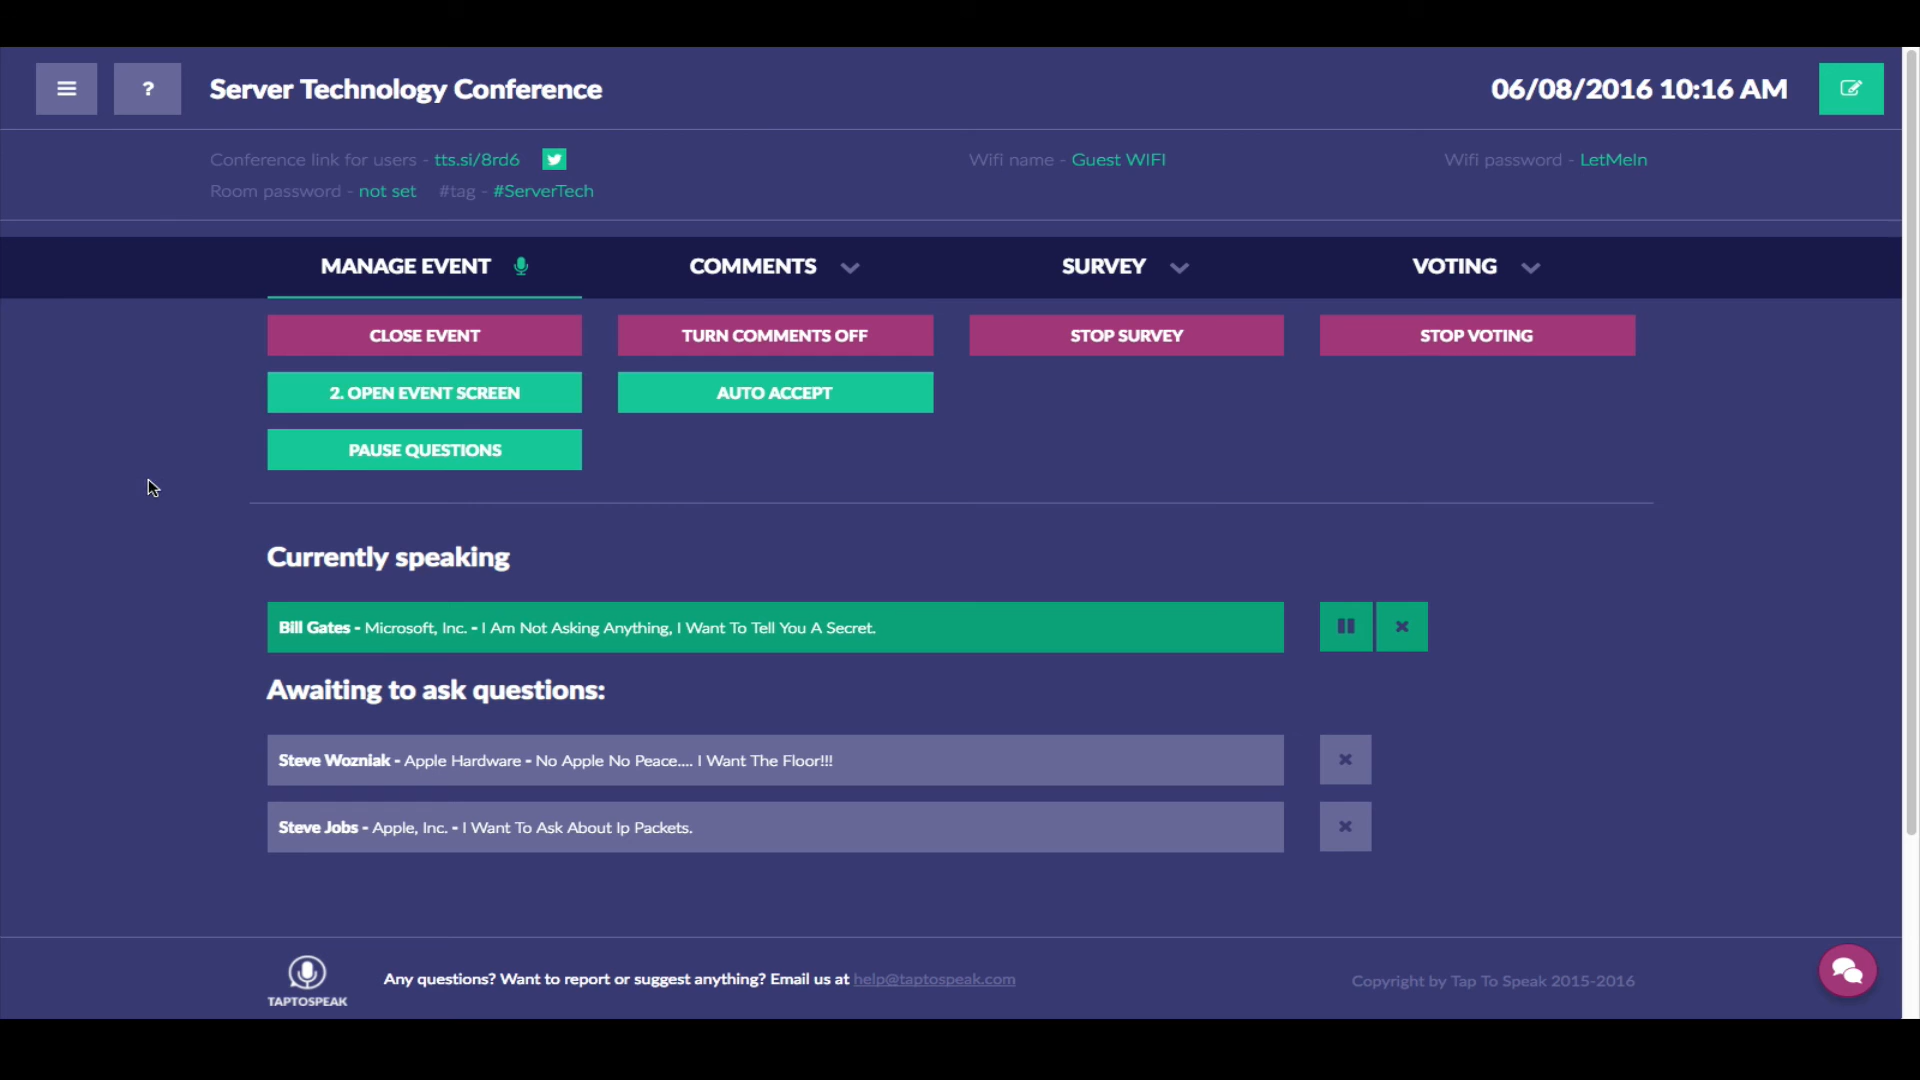 ?
Server Technology Conference
06/08/2016 10:16 AM
Conference link for users - tts.si/8rd6
Wifi name - Guest WIFI
Wifi password - LetMeIn
Room password - not set #tag - #ServerTech
MANAGE EVENT
COMMENTS
SURVEY
VOTING
CLOSE EVENT
TURN COMMENTS OFF
STOP SURVEY
STOP VOTING
2. OPEN EVENT SCREEN
AUTO ACCEPT
PAUSE QUESTIONS
Currently speaking
Bill Gates - Microsoft, Inc. - I Am Not Asking Anything, I Want To Tell You A Secret.
Awaiting to ask questions:
Steve Wozniak - Apple Hardware - No Apple No Peace.... I Want The Floor!!!
Steve Jobs - Apple, Inc. - I Want To Ask About Ip Packets.
TAPTOSPEAK
Any questions? Want to report or suggest anything? Email us at help@taptospeak.com
Copyright by Tap To Speak 2015-2016